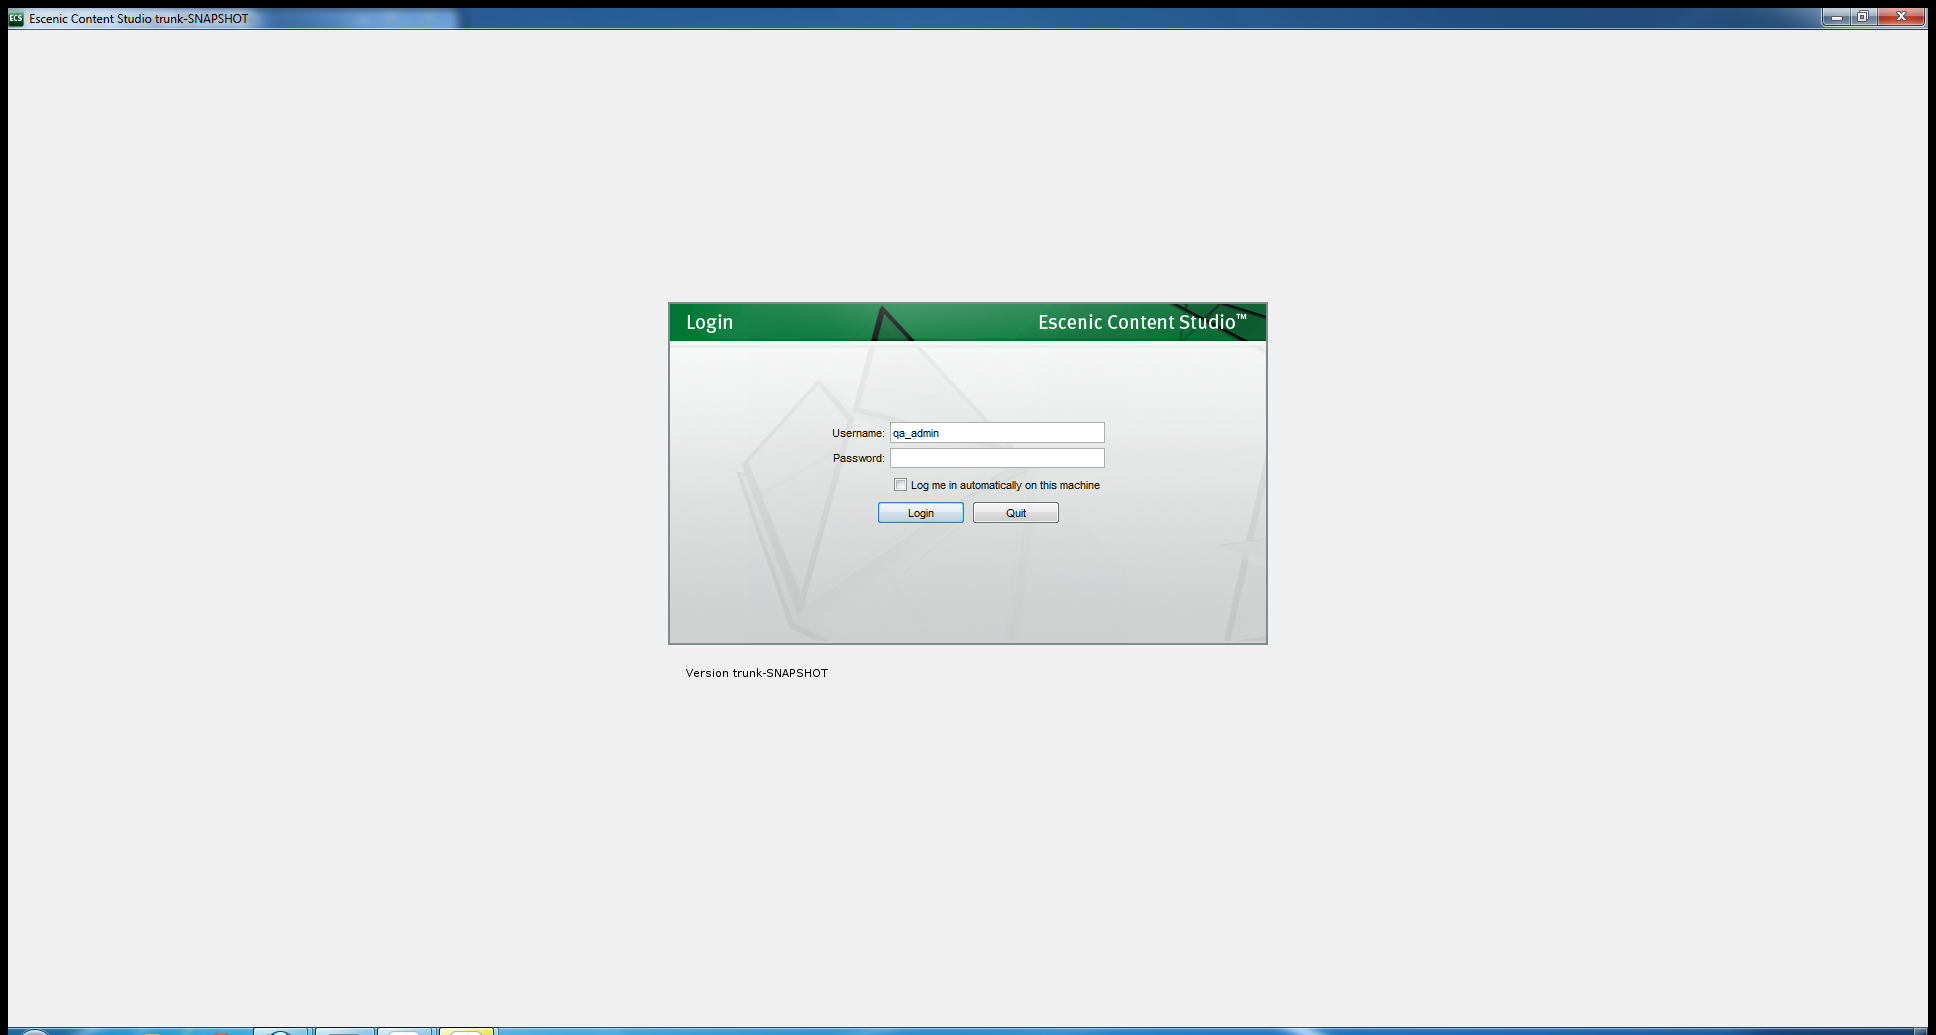 ECS Escenic Content Studio trunk-SNAPSHOT
Login Escenic Content Studio™
Username: qa_admin
Password:
Log me in automatically on this machine
Login Quit
Version trunk-SNAPSHOT